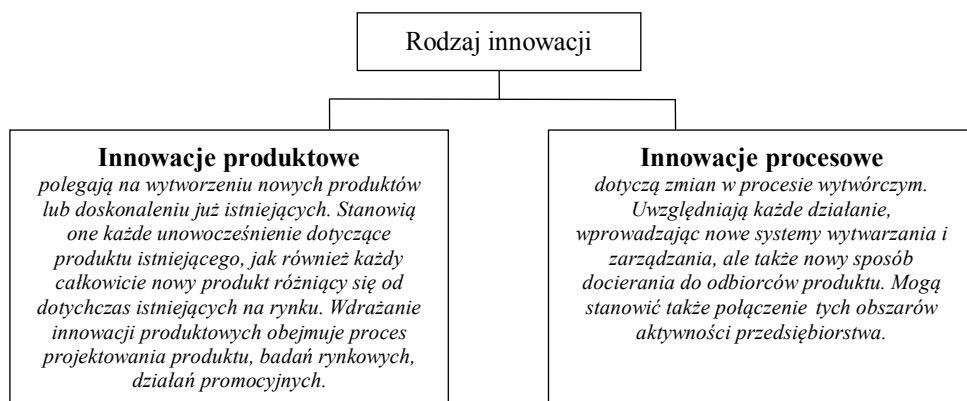 Rodzaj innowacji
Innowacje produktowe
polegają na wytworzeniu nowych produktów
lub doskonaleniu już istniejących. Stanowią
one każde unowocześnienie dotyczące
produktu istniejącego, jak również każdy
całkowicie nowy produkt różniący się od
dotychczas istniejących na rynku. Wdrażanie
innowacji produktowych obejmuje proces
projektowania produktu, badań rynkowych,
działań promocyjnych.
Innowacje procesowe
dotyczą zmian w procesie wytwórczym.
Uwzględniają każde działanie,
wprowadzając nowe systemy wytwarzania i
zarządzania, ale także nowy sposób
docierania do odbiorców produktu. Mogą
stanowić także połączenie tych obszarów
aktywności przedsiębiorstwa.